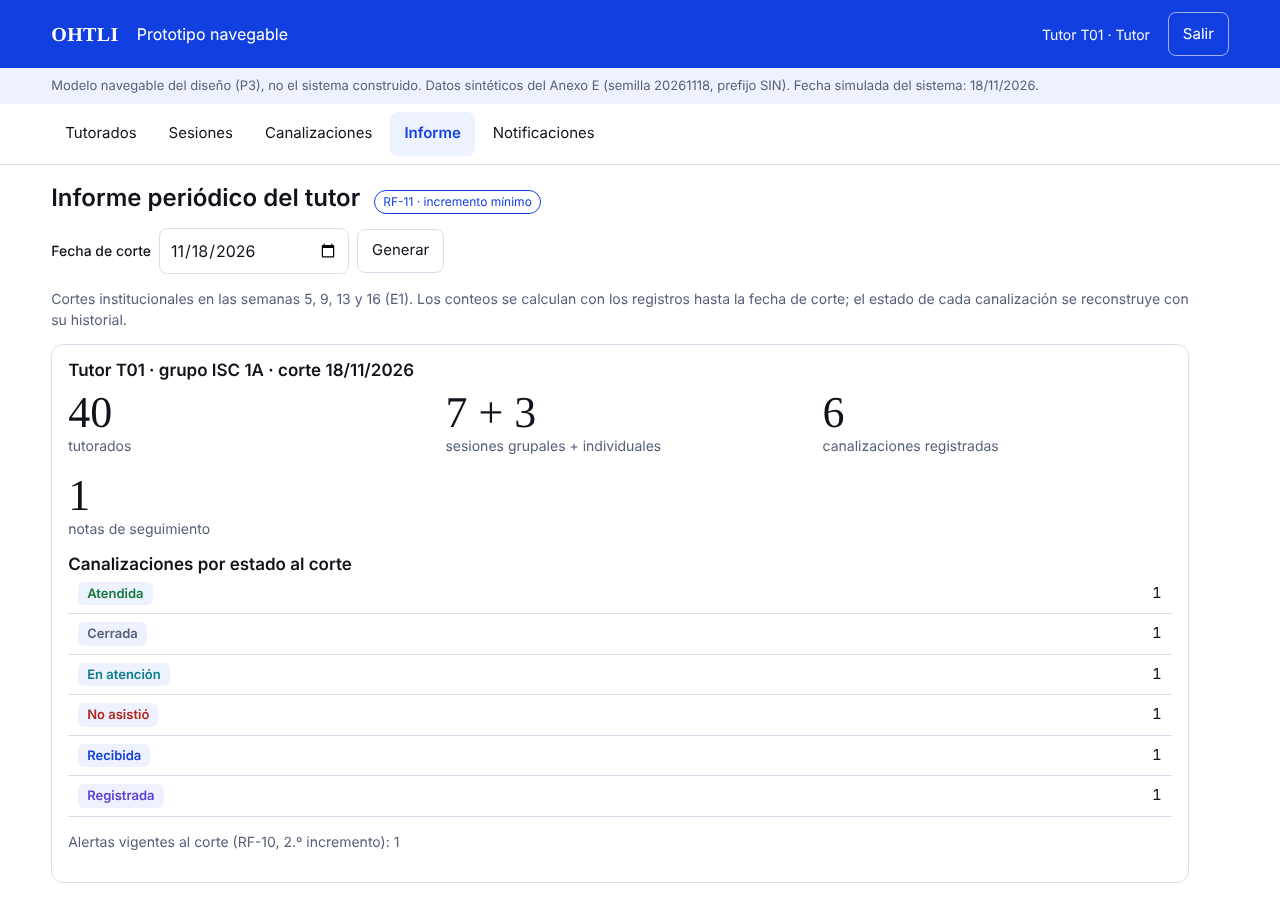 OHTLI Prototipo navegable
Tutor T01 · Tutor
Salir
Modelo navegable del diseño (P3), no el sistema construido. Datos sintéticos del Anexo E (semilla 20261118, prefijo SIN). Fecha simulada del sistema: 18/11/2026.
Tutorados Sesiones Canalizaciones Informe Notificaciones
Informe periódico del tutor RF-11 · incremento mínimo
Fecha de corte 11/18/2026 Generar
Cortes institucionales en las semanas 5, 9, 13 y 16 (E1). Los conteos se calculan con los registros hasta la fecha de corte; el estado de cada canalización se reconstruye con
su historial.
Tutor T01 · grupo ISC 1A · corte 18/11/2026
40
tutorados
7 + 3
sesiones grupales + individuales
6
canalizaciones registradas
1
notas de seguimiento
Canalizaciones por estado al corte
Atendida 1
Cerrada 1
En atención 1
No asistió 1
Recibida 1
Registrada 1
Alertas vigentes al corte (RF-10, 2.º incremento): 1